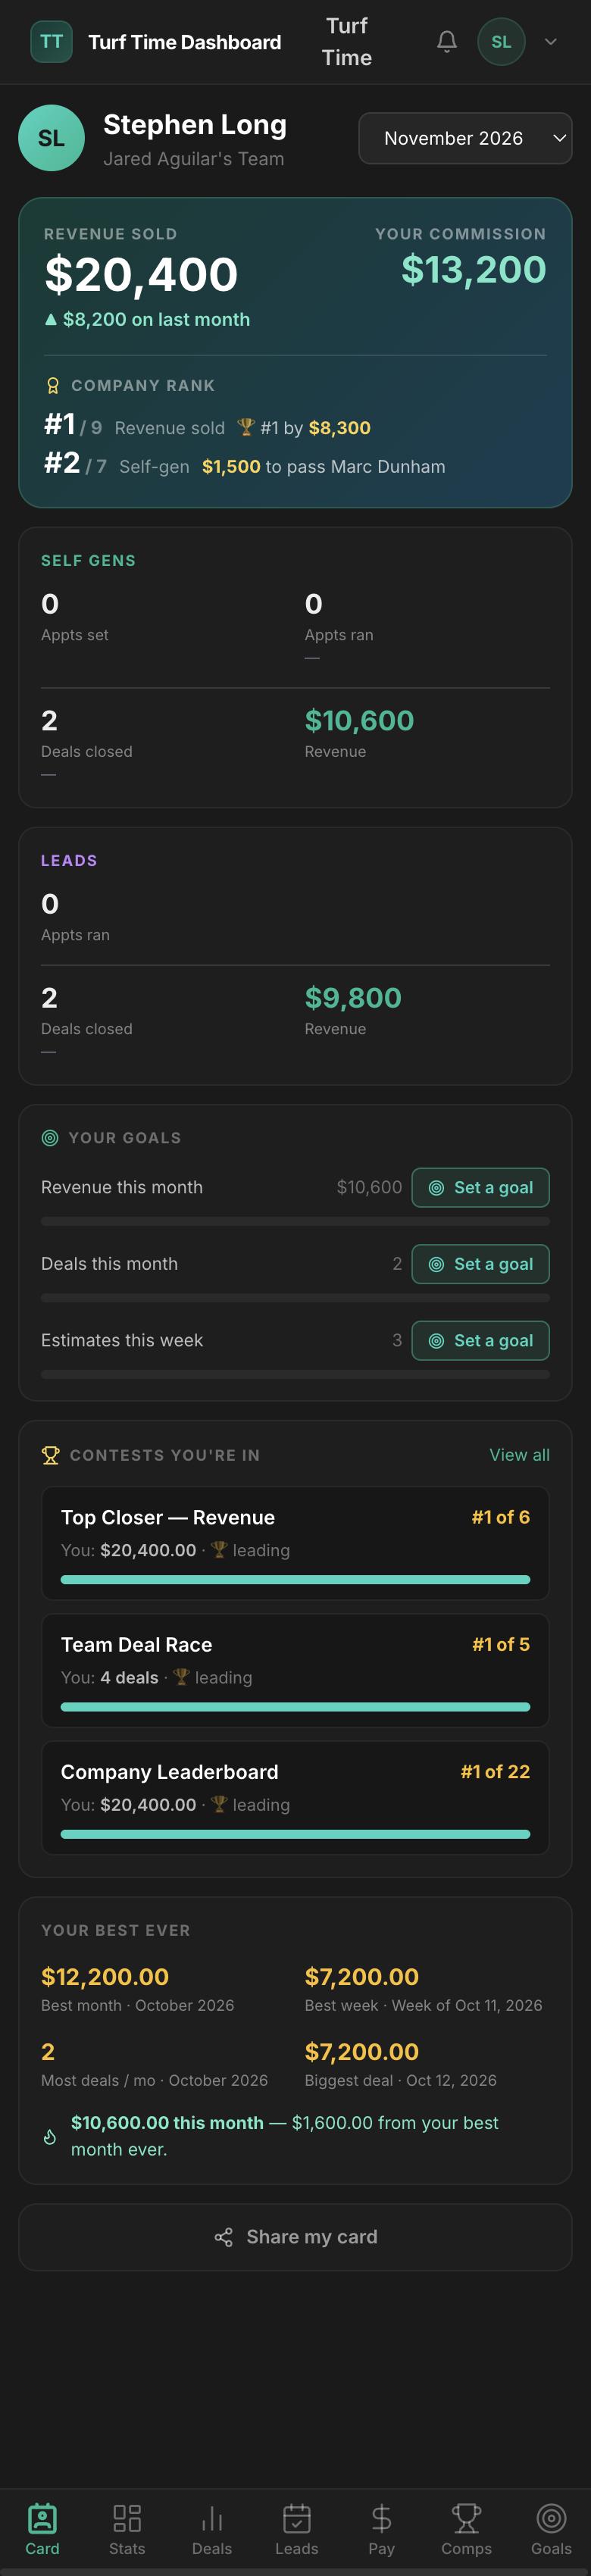 TT Turf Time Dashboard
Turf
Time
SL
SL
Stephen Long
Jared Aguilar's Team
November 2026
REVENUE SOLD
$20,400
▲ $8,200 on last month
YOUR COMMISSION
$13,200
COMPANY RANK
#1 / 9 Revenue sold 🏆 #1 by $8,300
#2 / 7 Self-gen $1,500 to pass Marc Dunham
SELF GENS
0
Appts set
0
Appts ran
—
2
Deals closed
—
$10,600
Revenue
LEADS
0
Appts ran
2
Deals closed
—
$9,800
Revenue
YOUR GOALS
Revenue this month $10,600 Set a goal
Deals this month 2 Set a goal
Estimates this week 3 Set a goal
CONTESTS YOU'RE IN View all
Top Closer — Revenue #1 of 6
You: $20,400.00 · 🏆 leading
Team Deal Race #1 of 5
You: 4 deals · 🏆 leading
Company Leaderboard #1 of 22
You: $20,400.00 · 🏆 leading
YOUR BEST EVER
$12,200.00
Best month · October 2026
$7,200.00
Best week · Week of Oct 11, 2026
2
Most deals / mo · October 2026
$7,200.00
Biggest deal · Oct 12, 2026
$10,600.00 this month — $1,600.00 from your best
month ever.
Share my card
Card Stats Deals Leads Pay Comps Goals